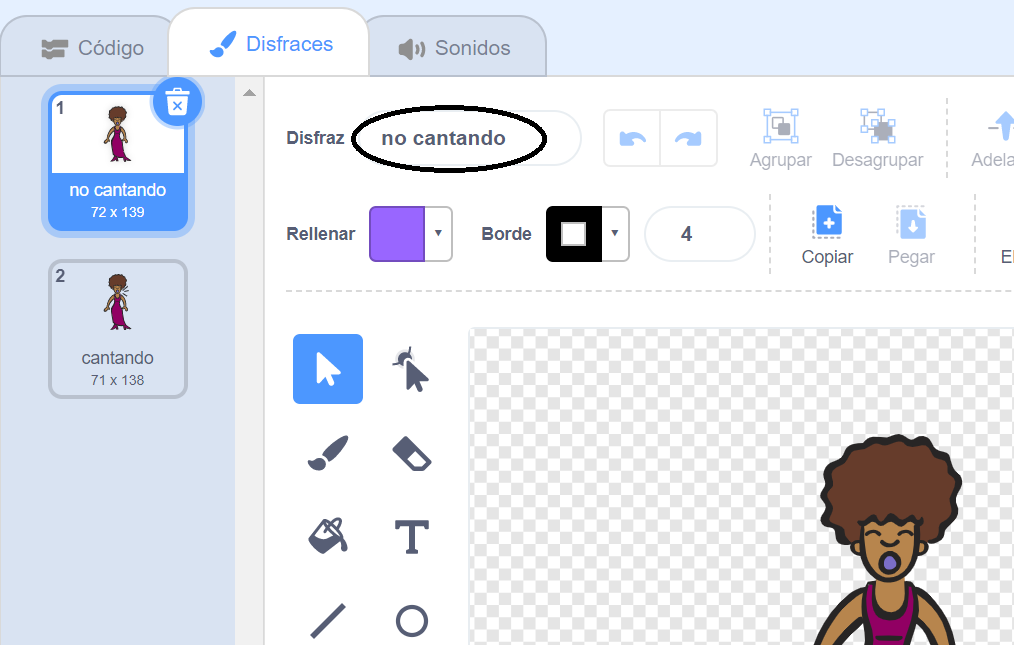 Código
Disfraces
Sonidos
1
no cantando
72 x 139
2
cantando
71 x 138
Disfraz
no cantando
Agrupar
Desagrupar
Adela
Rellenar
Borde
4
Copiar
Pegar
El
T